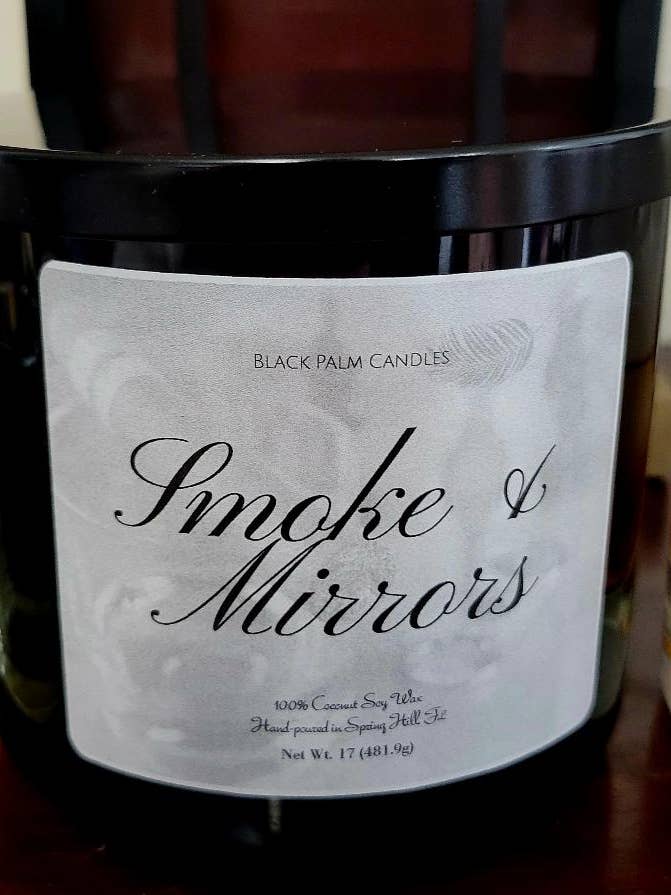 BLACK PALM CANDLES
Smoke &
Mirrors
100% Coconut Soy Wax
Hand-poured in Spring Hill FL
Net Wt. 17 (481.9g)